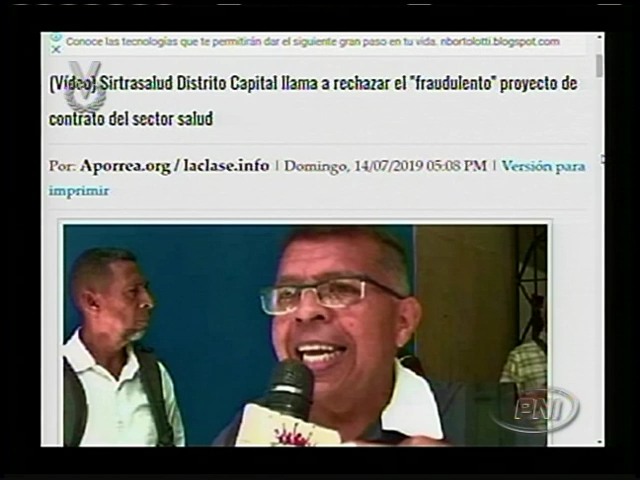 Conoce las tecnologías que te permitirán dar el siguiente gran paso en tu vida. nbortolotti.blogspot.com
(Vídeo) Sirtrasalud Distrito Capital llama a rechazar el "fraudulento" proyecto de
contrato del sector salud
Por: Aporrea.org / laclase.info | Domingo, 14/07/2019 05:08 PM | Versión para
imprimir
PM